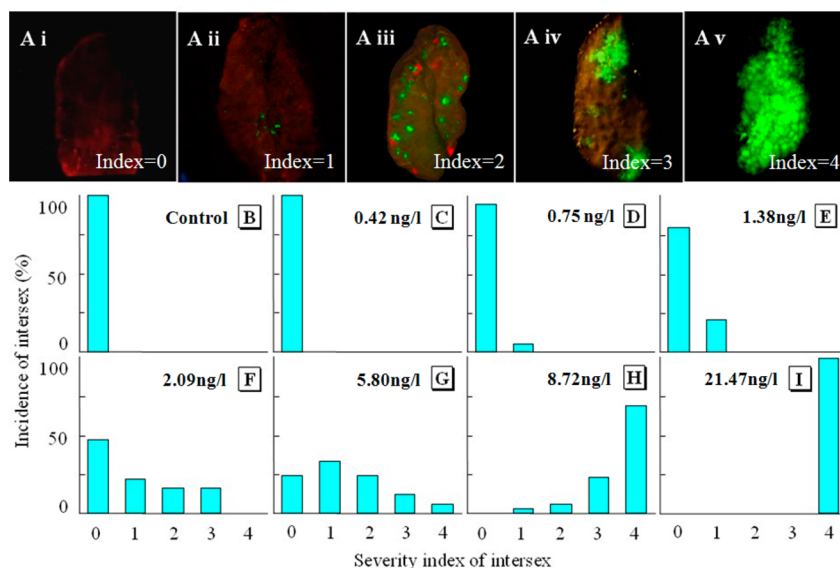 A i
A ii
A iii
A iv
A v
Index=0
Index=1
Index=2
Index=3
Index=4
Incidence of intersex (%)
100
50
0
Control B
0.42 ng/l C
0.75 ng/l D
1.38ng/l E
100
50
0
2.09ng/l F
5.80ng/l G
8.72ng/l H
21.47ng/l I
0 1 2 3 4
0 1 2 3 4
0 1 2 3 4
0 1 2 3 4
Severity index of intersex